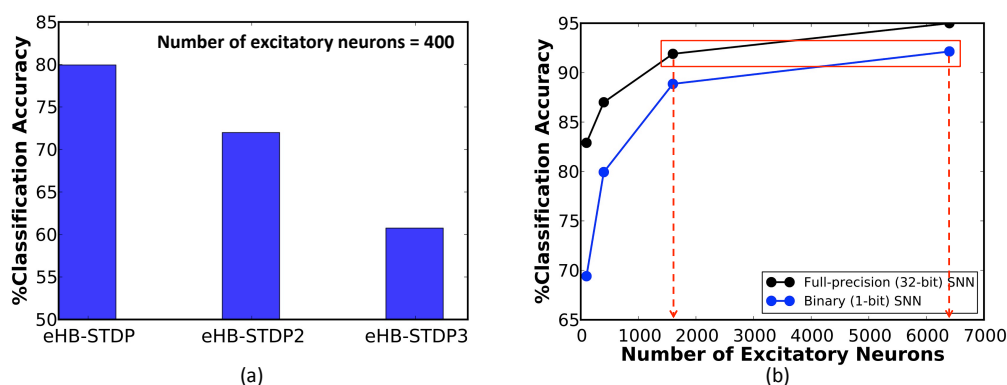 %Classification Accuracy
85
80
75
70
65
60
55
50
Number of excitatory neurons = 400
eHB-STDP eHB-STDP2 eHB-STDP3
(a)
%Classification Accuracy
95
90
85
80
75
70
65
Full-precision (32-bit) SNN
Binary (1-bit) SNN
0 1000 2000 3000 4000 5000 6000 7000
Number of Excitatory Neurons
(b)